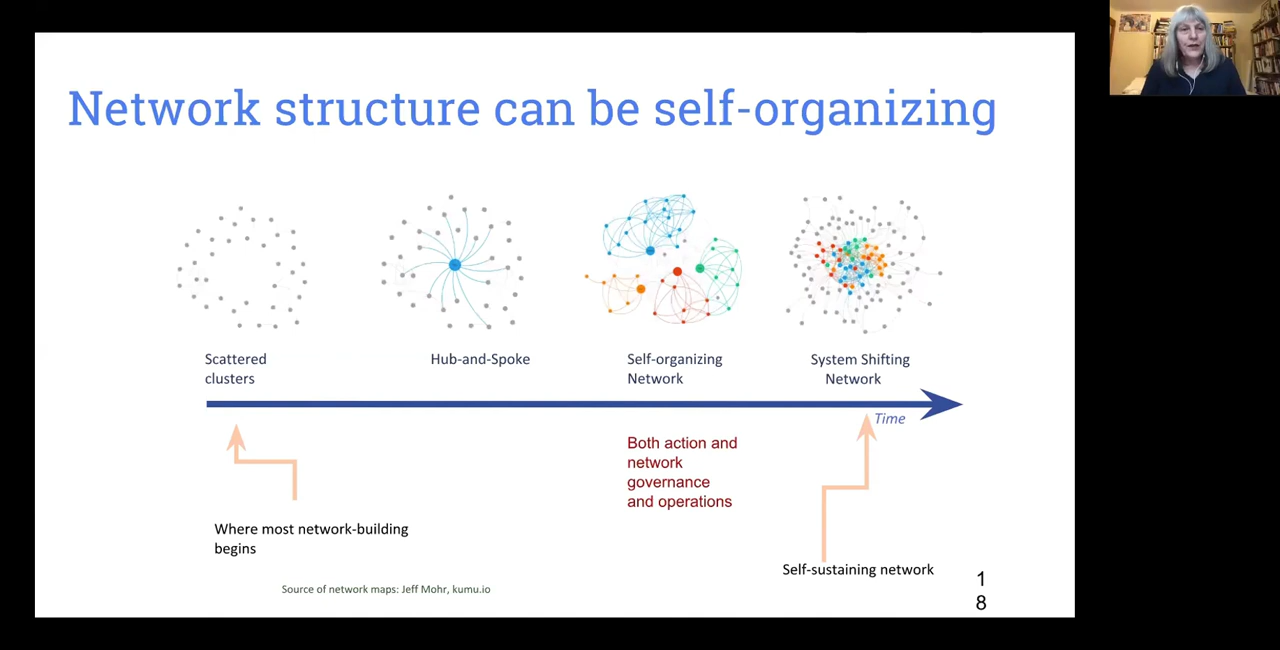 Network structure can be self-organizing
Scattered
clusters
Hub-and-Spoke
Self-organizing
Network
System Shifting
Network
Time
Both action and
network
governance
and operations
Where most network-building
begins
Self-sustaining network
Source of network maps: Jeff Mohr, kumu.io
1
8